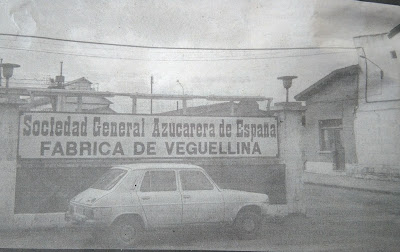 Sociedad General Azucarera de España
FABRICA DE VEGUELLINA